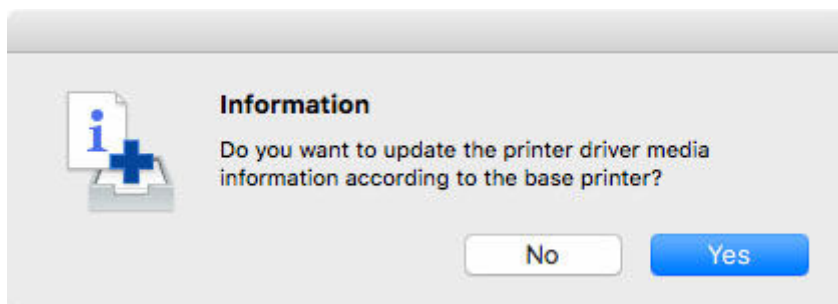 Information
Do you want to update the printer driver media
information according to the base printer?
No
Yes